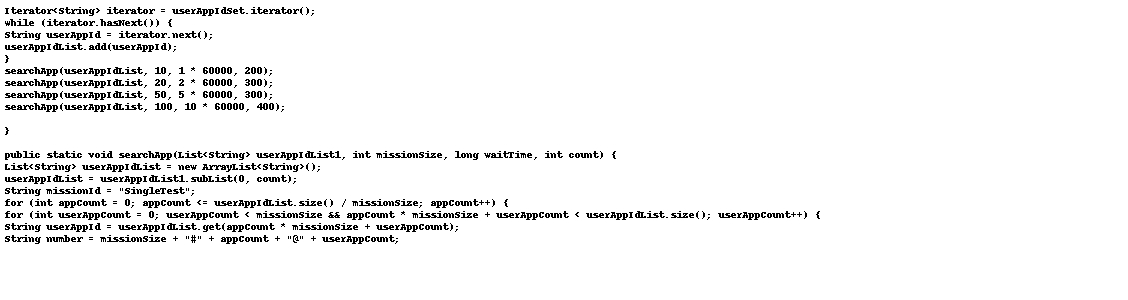 Iterator<String> iterator = userAppIdSet.iterator();
while (iterator.hasNext()) {
String userAppId = iterator.next();
userAppIdList.add(userAppId);
}
searchApp(userAppIdList, 10, 1 * 60000, 200);
searchApp(userAppIdList, 20, 2 * 60000, 300);
searchApp(userAppIdList, 50, 5 * 60000, 300);
searchApp(userAppIdList, 100, 10 * 60000, 400);
}
public static void searchApp(List<String> userAppIdList1, int missionSize, long waitTime, int count) {
List<String> userAppIdList = new ArrayList<String>();
userAppIdList = userAppIdList1.subList(0, count);
String missionId = "SingleTest";
for (int appCount = 0; appCount <= userAppIdList.size() / missionSize; appCount++) {
for (int userAppCount = 0; userAppCount < missionSize && appCount * missionSize + userAppCount < userAppIdList.size(); userAppCount++) {
String userAppId = userAppIdList.get(appCount * missionSize + userAppCount);
String number = missionSize + "#" + appCount + "@" + userAppCount;